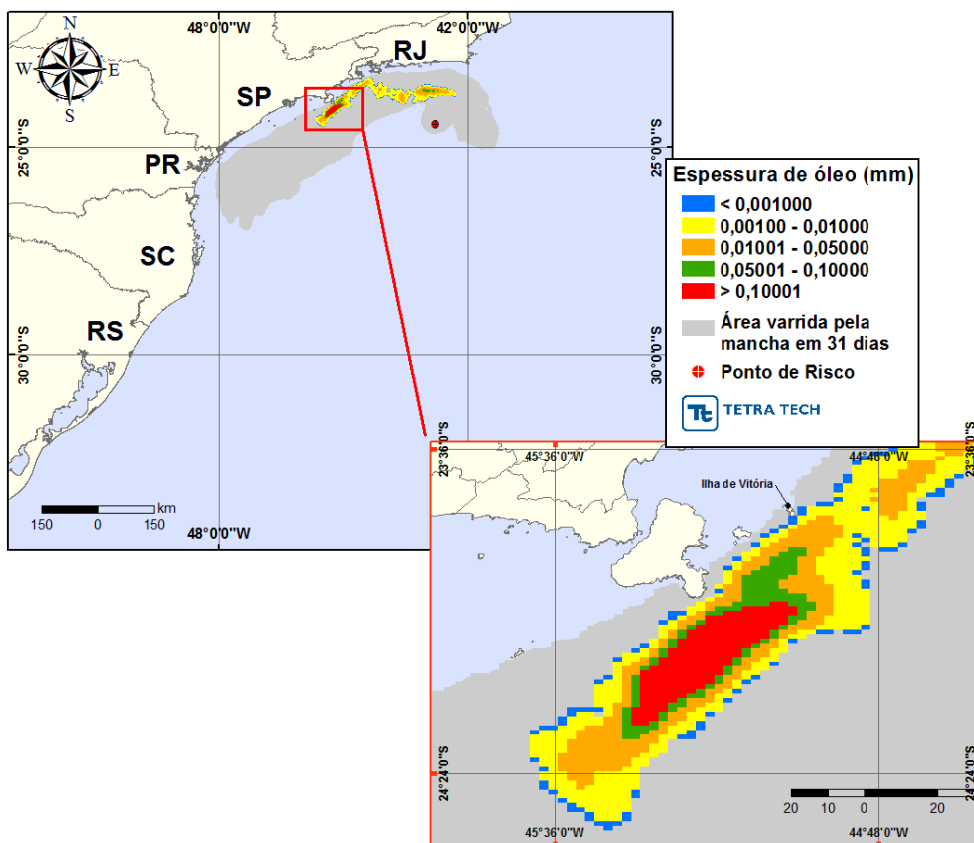 48°0'0"W
42°0'0"W
N
W
E
S
RJ
SP
25°0'0"S
25°0'0"S
PR
SC
RS
30°0'0"S
30°0'0"S
150 0 150 km
48°0'0"W
Espessura de óleo (mm)
< 0,001000
0,00100 - 0,01000
0,01001 - 0,05000
0,05001 - 0,10000
> 0,10001
Área varrida pela
mancha em 31 dias
Ponto de Risco
Tt TETRA TECH
23°36'0"S
45°36'0"W
44°48'0"W
23°36'0"S
Ilha de Vitória
24°24'0"S
24°24'0"S
20 10 0 20
45°36'0"W
44°48'0"W